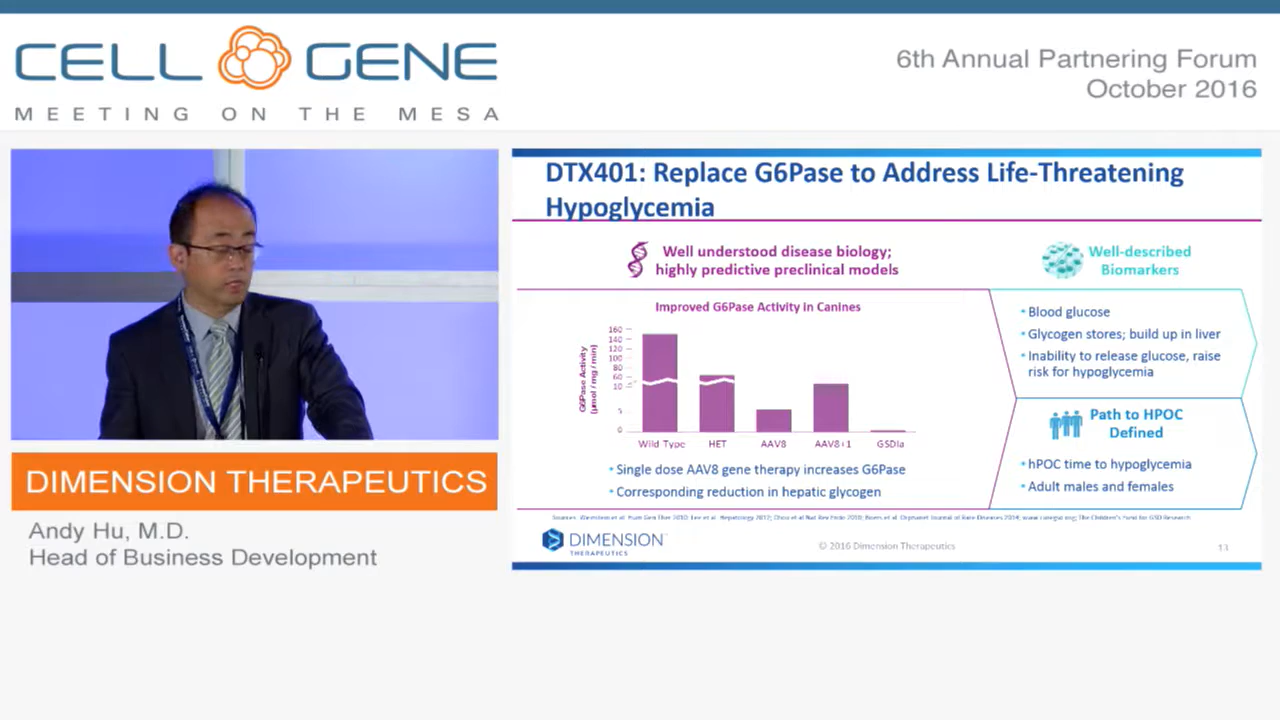 CELL GENE
MEETING ON THE MESA
6th Annual Partnering Forum
October 2016
DTX401: Replace G6Pase to Address Life-Threatening
Hypoglycemia
Well understood disease biology;
highly predictive preclinical models
Well-described
Biomarkers
Improved G6Pase Activity in Canines
G6Pase Activity
(µmol / mg / min)
160
140
120
100
80
60
10
5
0
Wild Type
HET
AAV8
AAV8+1
GSDIa
• Single dose AAV8 gene therapy increases G6Pase
• Corresponding reduction in hepatic glycogen
• Blood glucose
• Glycogen stores; build up in liver
• Inability to release glucose, raise
risk for hypoglycemia
Path to HPOC
Defined
• hPOC time to hypoglycemia
• Adult males and females
DIMENSION
THERAPEUTICS
© 2016 Dimension Therapeutics
13
DIMENSION THERAPEUTICS
Andy Hu, M.D.
Head of Business Development